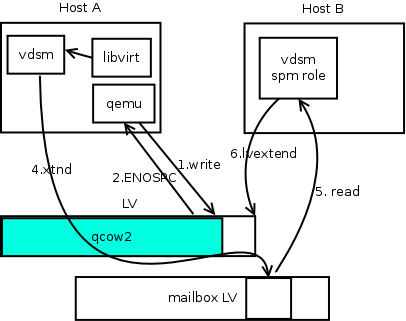 Host A
Host B
vdsm
libvirt
qemu
vdsm
spm role
1.write
6.lvextend
4.xtnd
2.ENOSPC
5. read
LV
qcow2
mailbox LV